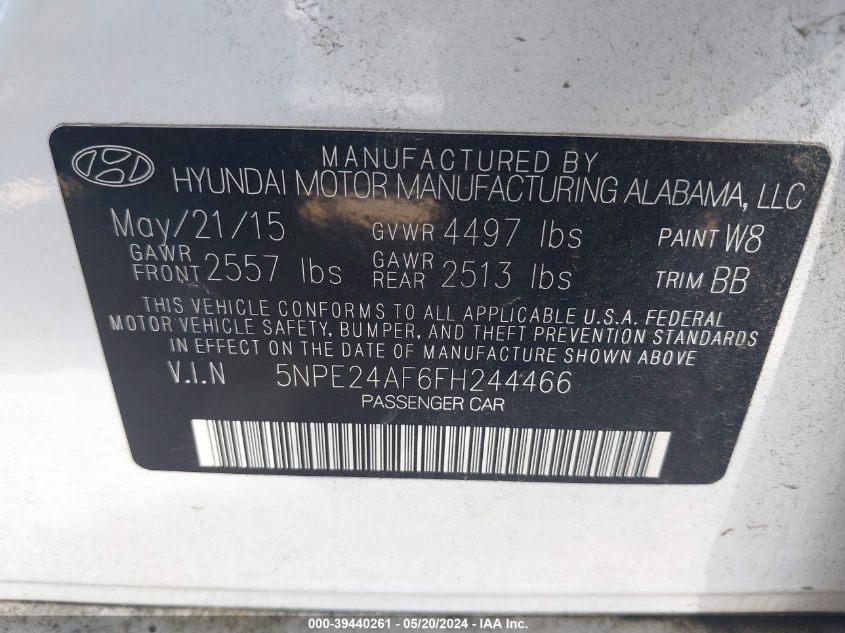 MANUFACTURED BY
HYUNDAI MOTOR MANUFACTURING ALABAMA, LLC
May/21/15 GVWR 4497 lbs PAINT W8
GAWR FRONT 2557 lbs GAWR REAR 2513 lbs TRIM BB
THIS VEHICLE CONFORMS TO ALL APPLICABLE U.S.A. FEDERAL
MOTOR VEHICLE SAFETY, BUMPER, AND THEFT PREVENTION STANDARDS
IN EFFECT ON THE DATE OF MANUFACTURE SHOWN ABOVE
V.I.N 5NPE24AF6FH244466
PASSENGER CAR
000-39440261 - 05/20/2024 - IAA Inc.